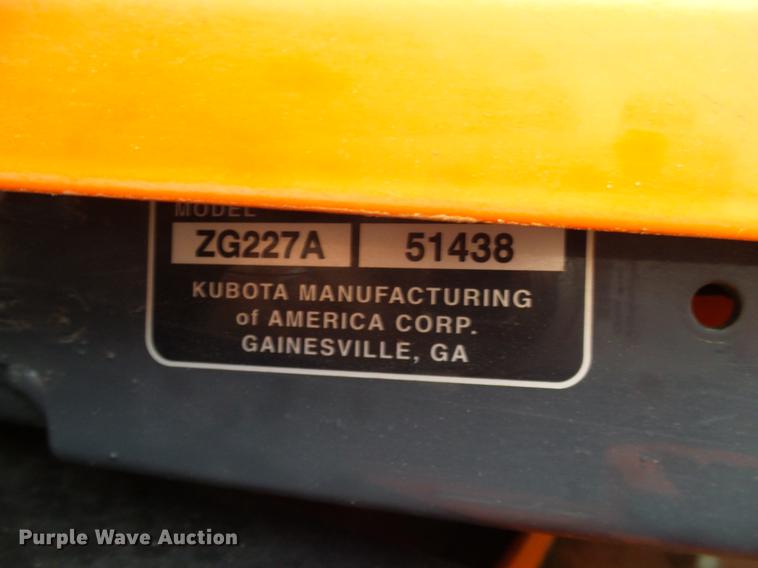 MODEL
ZG227A 51438
KUBOTA MANUFACTURING
of AMERICA CORP.
GAINESVILLE, GA
Purple Wave Auction